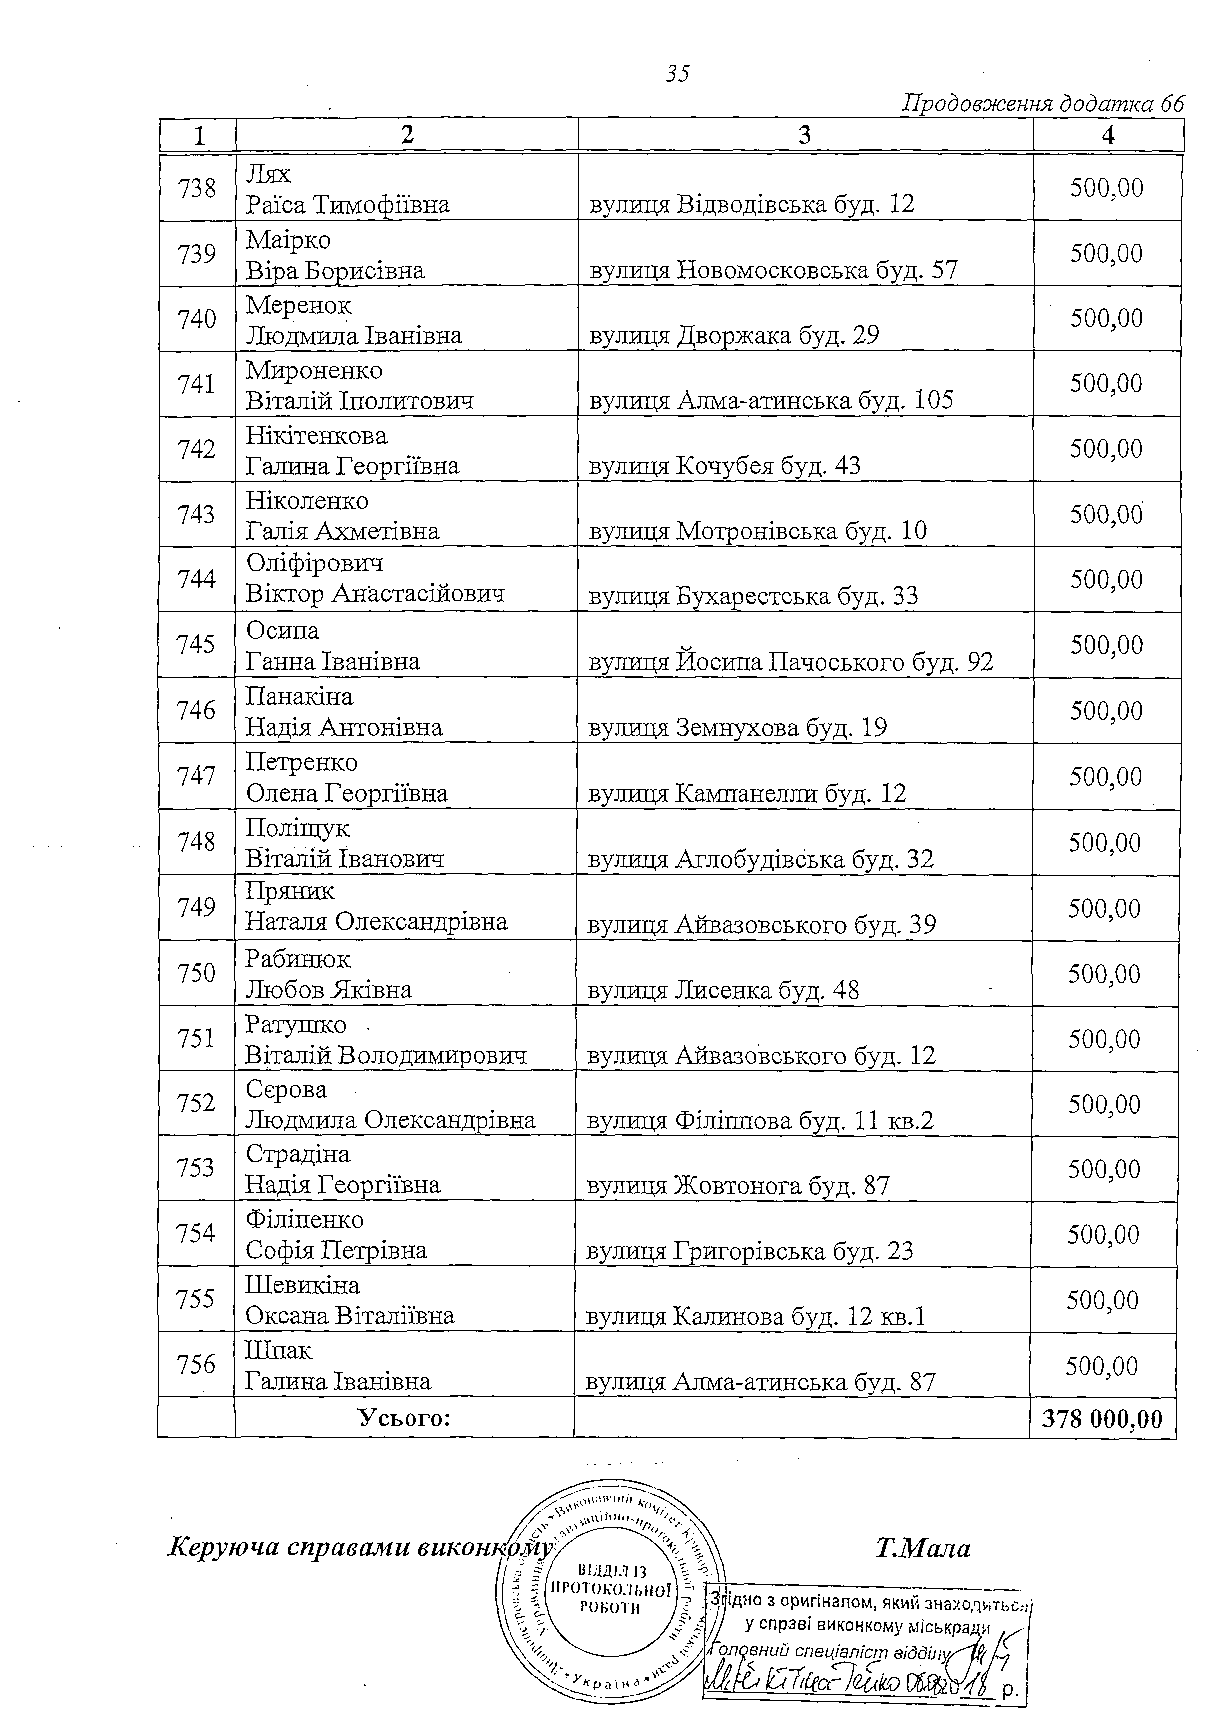 35
Продовження додатка 66
1 2 3 4
738 Лях
Раїса Тимофіївна вулиця Відводівська буд. 12 500,00
739 Маірко
Віра Борисівна вулиця Новомосковська буд. 57 500,00
740 Меренок
Людмила Іванівна вулиця Дворжака буд. 29 500,00
741 Мироненко
Віталій Іполитович вулиця Алма-атинська буд. 105 500,00
742 Нікітенкова
Галина Георгіївна вулиця Кочубея буд. 43 500,00
743 Ніколенко
Галія Ахметівна вулиця Мотронівська буд. 10 500,00
744 Оліфірович
Віктор Анастасійович вулиця Бухарестська буд. 33 500,00
745 Осипа
Ганна Іванівна вулиця Йосипа Пачоського буд. 92 500,00
746 Панакіна
Надія Антонівна вулиця Земнухова буд. 19 500,00
747 Петренко
Олена Георгіївна вулиця Кампанелли буд. 12 500,00
748 Поліщук
Віталій Іванович вулиця Аглобудівська буд. 32 500,00
749 Пряник
Наталя Олександрівна вулиця Айвазовського буд. 39 500,00
750 Рабинюк
Любов Яківна вулиця Лисенка буд. 48 500,00
751 Ратушко
Віталій Володимирович вулиця Айвазовського буд. 12 500,00
752 Сєрова
Людмила Олександрівна вулиця Філіппова буд. 11 кв.2 500,00
753 Страдіна
Надія Георгіївна вулиця Жовтонога буд. 87 500,00
754 Філіпенко
Софія Петрівна вулиця Григорівська буд. 23 500,00
755 Шевикіна
Оксана Віталіївна вулиця Калинова буд. 12 кв.1 500,00
756 Шпак
Галина Іванівна вулиця Алма-атинська буд. 87 500,00
Усього: 378 000,00
Керуюча справами виконкому Т.Мала
Виконавчий комітет
Україна
ВІДДІЛ ІЗ
ПРОТОКОЛЬНОЇ
РОБОТИ
Згідно з оригіналом, який знаходиться
у справі виконкому міськради
Головний спеціаліст відділу
р.